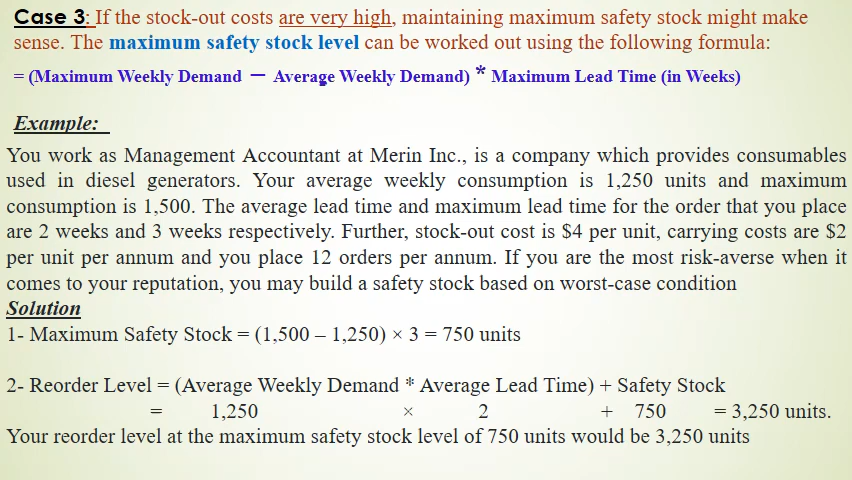 Case 3: If the stock-out costs are very high, maintaining maximum safety stock might make
sense. The maximum safety stock level can be worked out using the following formula:
= (Maximum Weekly Demand − Average Weekly Demand) * Maximum Lead Time (in Weeks)
Example:
You work as Management Accountant at Merin Inc., is a company which provides consumables
used in diesel generators. Your average weekly consumption is 1,250 units and maximum
consumption is 1,500. The average lead time and maximum lead time for the order that you place
are 2 weeks and 3 weeks respectively. Further, stock-out cost is $4 per unit, carrying costs are $2
per unit per annum and you place 12 orders per annum. If you are the most risk-averse when it
comes to your reputation, you may build a safety stock based on worst-case condition
Solution
1- Maximum Safety Stock = (1,500 – 1,250) × 3 = 750 units
2- Reorder Level = (Average Weekly Demand * Average Lead Time) + Safety Stock
= 1,250 × 2 + 750 = 3,250 units.
Your reorder level at the maximum safety stock level of 750 units would be 3,250 units